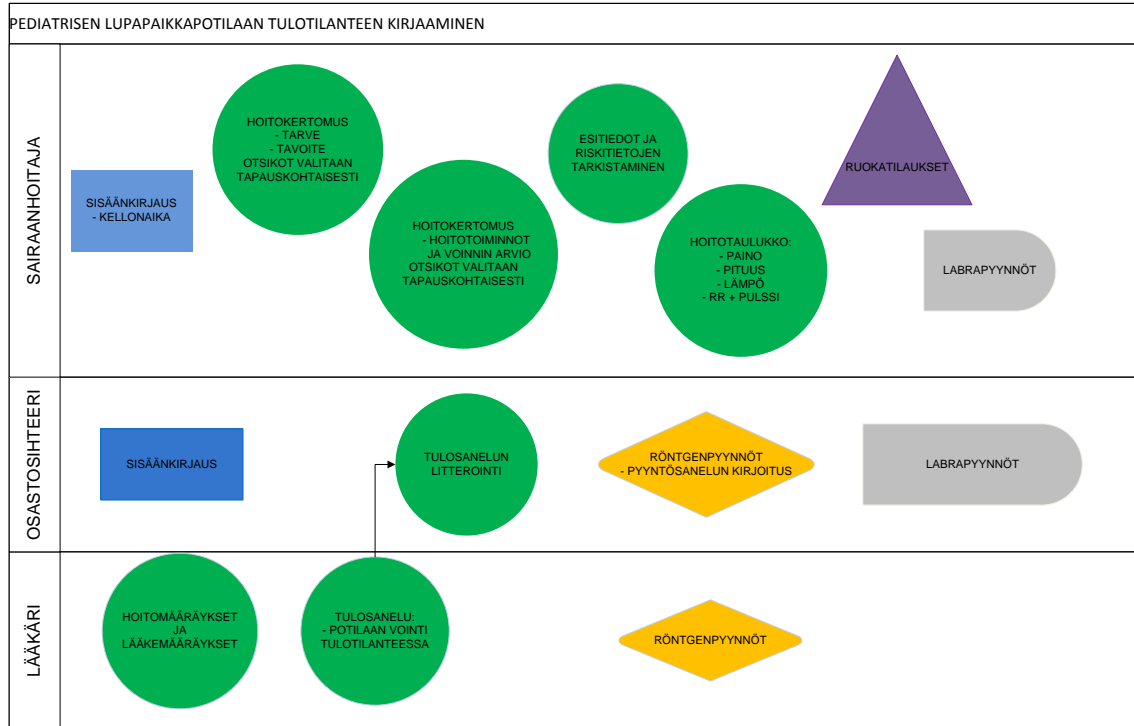 PEDIATRISEN LUPAPAIKKAPOTILAAN TULOTILANTEEN KIRJAAMINEN
SAIRAANHOITAJA
SISÄÄNKIRJAUS
- KELLONAIKA
HOITOKERTOMUS
- TARVE
- TAVOITE
OTSIKOT VALITAAN
TAPAUSKOHTAISESTI
HOITOKERTOMUS
- HOITOTOIMINNOT
JA VOINNIN ARVIO
OTSIKOT VALITAAN
TAPAUSKOHTAISESTI
ESITIEDOT JA
RISKITIETOJEN
TARKISTAMINEN
HOITOTAULUKKO:
- PAINO
- PITUUS
- LÄMPÖ
- RR + PULSSI
RUOKATILAUKSET
LABRAPYYNNÖT
OSASTOSIHTEERI
SISÄÄNKIRJAUS
TULOSANELUN
LITTEROINTI
RÖNTGENPYYNNÖT
- PYYNTÖSANELUN KIRJOITUS
LABRAPYYNNÖT
LÄÄKÄRI
HOITOMÄÄRÄYKSET
JA
LÄÄKEMÄÄRÄYKSET
TULOSANELU:
- POTILAAN VOINTI
TULOTILANTEESSA
RÖNTGENPYYNNÖT